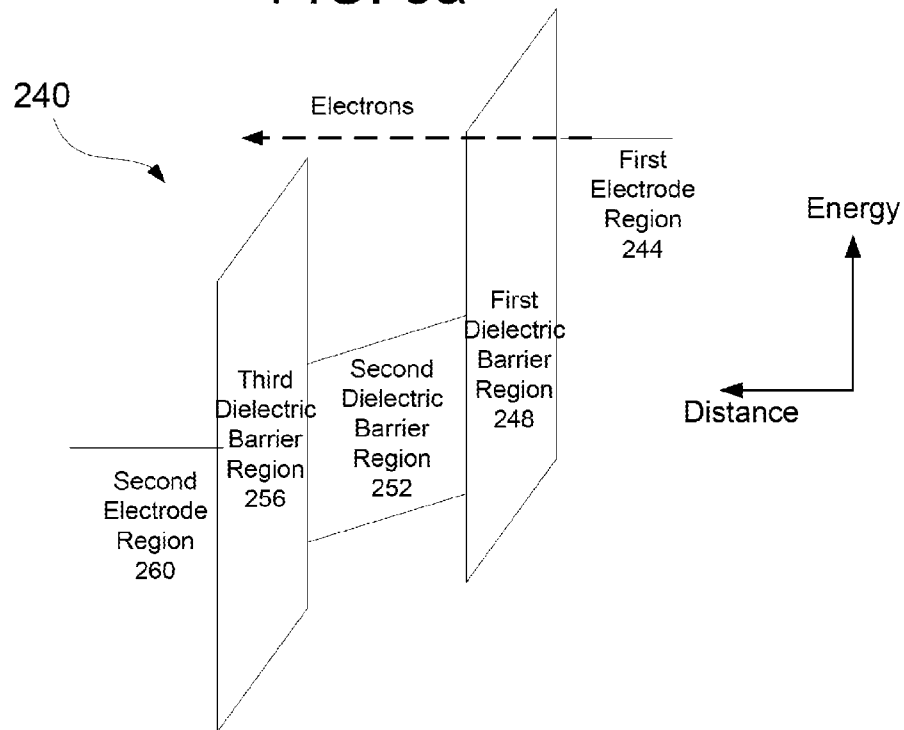 240
Electrons
First
Electrode
Region
244
Energy
Distance
First
Dielectric
Barrier
Region
248
Second
Dielectric
Barrier
Region
252
Third
Dielectric
Barrier
Region
256
Second
Electrode
Region
260